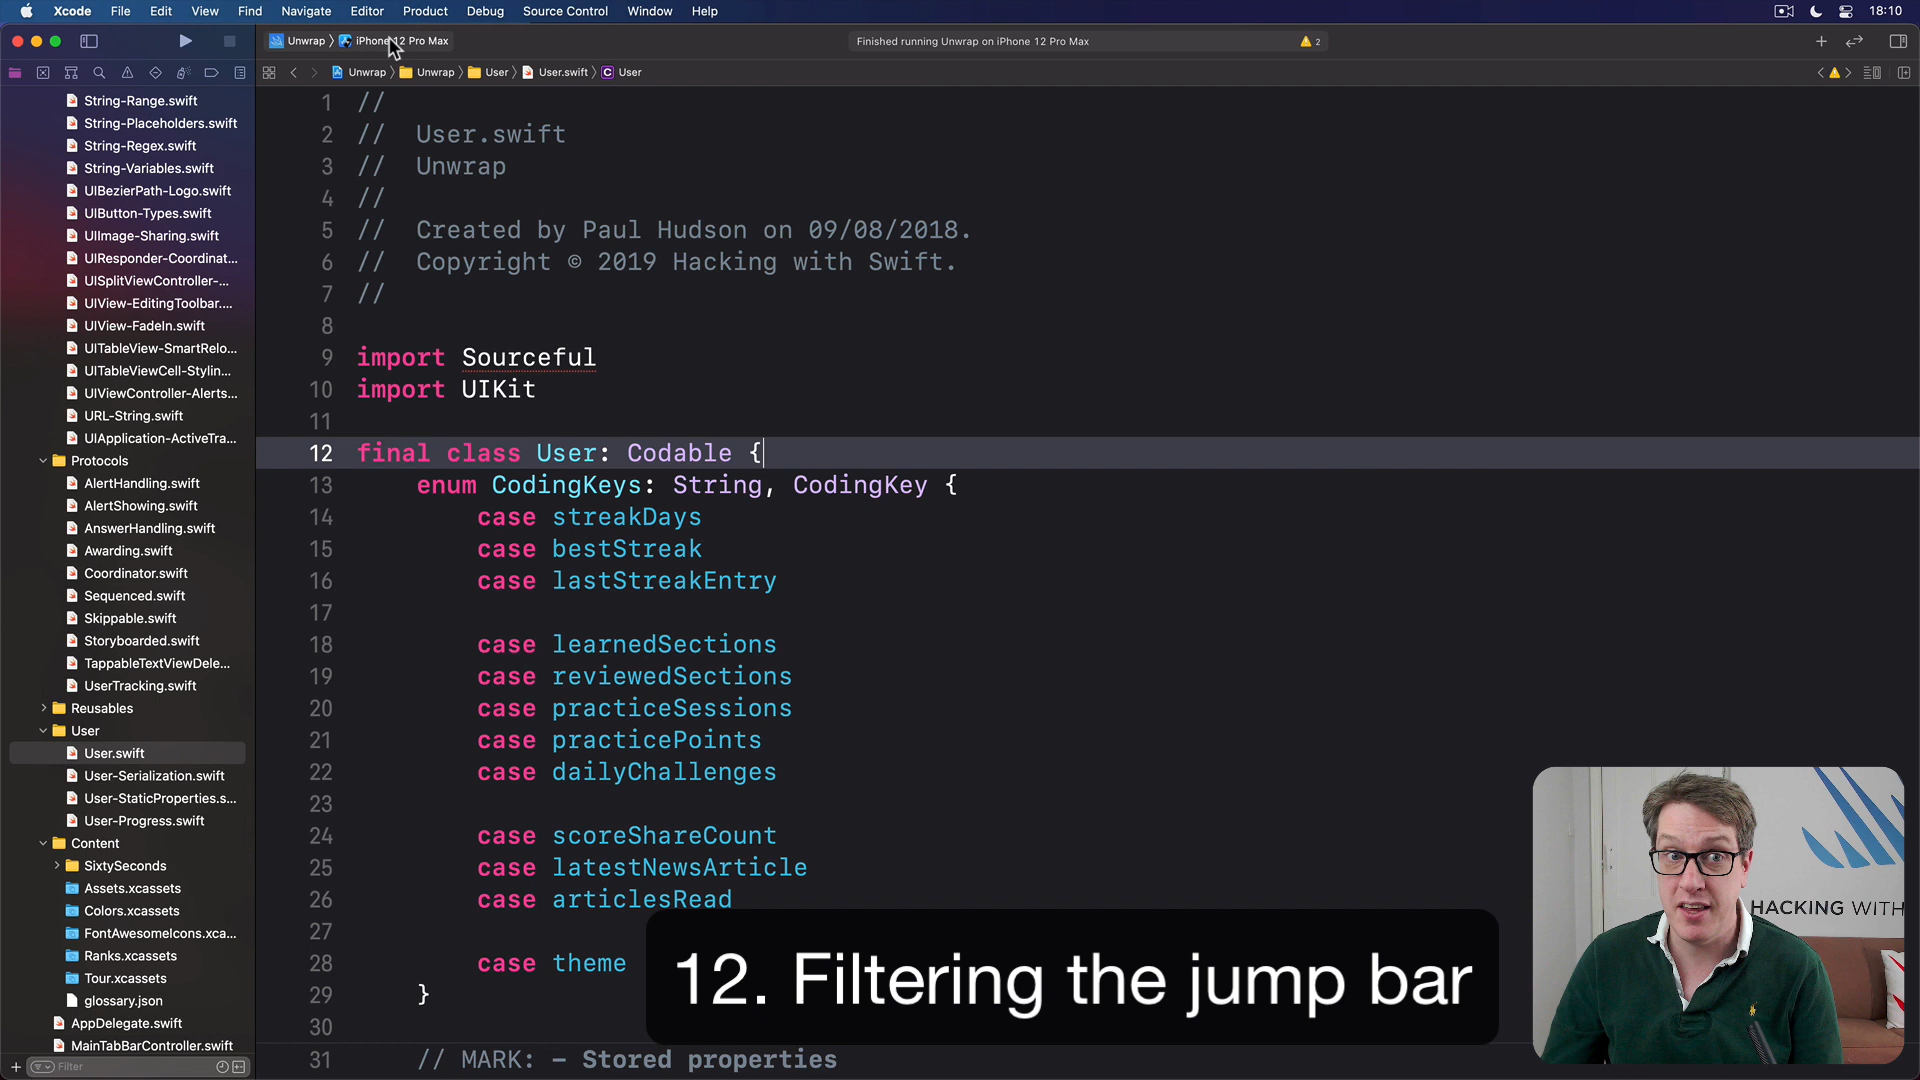 Xcode File Edit View Find Navigate Editor Product Debug Source Control Window Help 18:10
Unwrap iPhone 12 Pro Max Finished running Unwrap on iPhone 12 Pro Max 2
Unwrap Unwrap User User.swift C User
String-Range.swift
String-Placeholders.swift
String-Regex.swift
String-Variables.swift
UIBezierPath-Logo.swift
UIButton-Types.swift
UIImage-Sharing.swift
UIResponder-Coordinat...
UISplitViewController-...
UIView-EditingToolbar....
UIView-FadeIn.swift
UITableView-SmartRelo...
UITableViewCell-Stylin...
UIViewController-Alerts...
URL-String.swift
UIApplication-ActiveTra...
Protocols
AlertHandling.swift
AlertShowing.swift
AnswerHandling.swift
Awarding.swift
Coordinator.swift
Sequenced.swift
Skippable.swift
Storyboarded.swift
TappableTextViewDele...
UserTracking.swift
Reusables
User
User.swift
User-Serialization.swift
User-StaticProperties.s...
User-Progress.swift
Content
SixtySeconds
Assets.xcassets
Colors.xcassets
FontAwesomeIcons.xca...
Ranks.xcassets
Tour.xcassets
glossary.json
AppDelegate.swift
MainTabBarController.swift
Filter
1 //
2 // User.swift
3 // Unwrap
4 //
5 // Created by Paul Hudson on 09/08/2018.
6 // Copyright © 2019 Hacking with Swift.
7 //
8
9 import Sourceful
10 import UIKit
11
12 final class User: Codable {
13 enum CodingKeys: String, CodingKey {
14 case streakDays
15 case bestStreak
16 case lastStreakEntry
17
18 case learnedSections
19 case reviewedSections
20 case practiceSessions
21 case practicePoints
22 case dailyChallenges
23
24 case scoreShareCount
25 case latestNewsArticle
26 case articlesRead
27
28 case theme
29 }
30
31 // MARK: - Stored properties
12. Filtering the jump bar
HACKING WITH